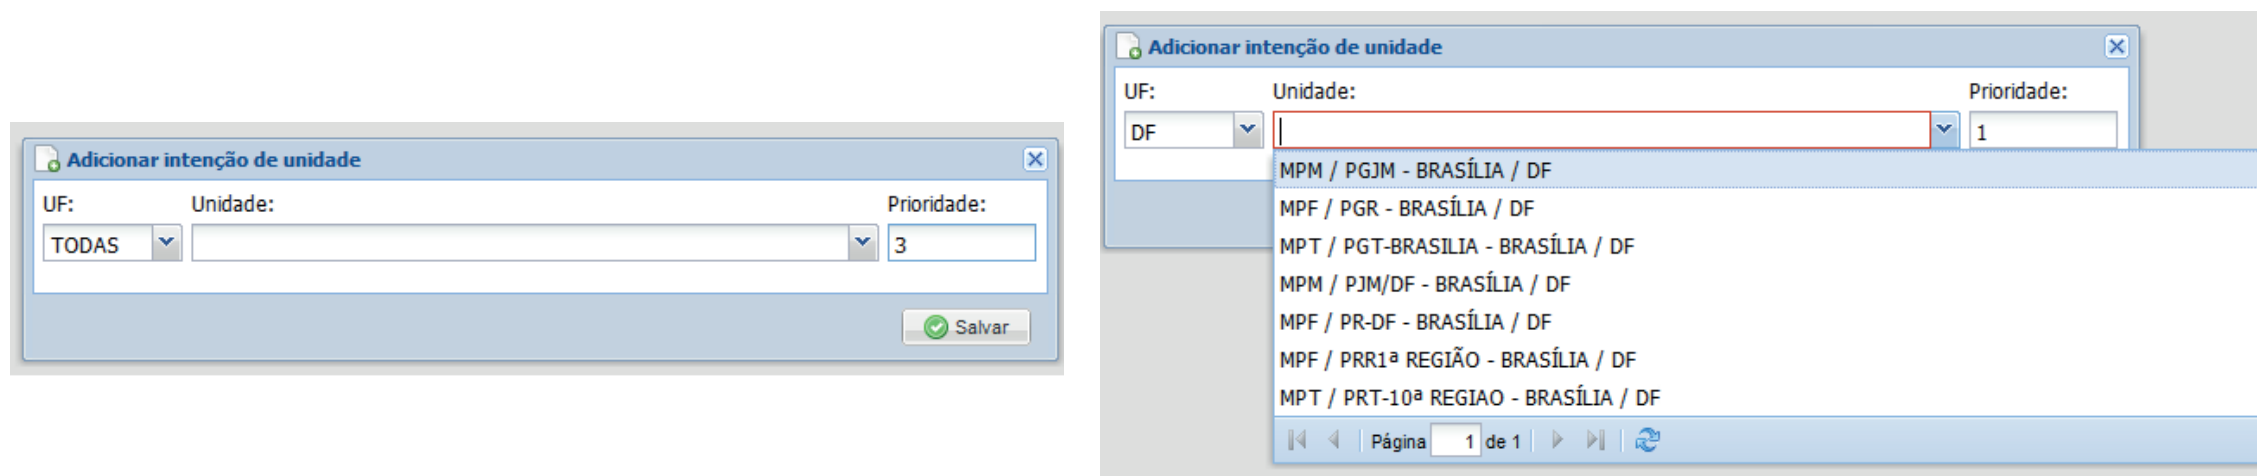 Adicionar intenção de unidade
UF: Unidade: Prioridade:
TODAS 3
Salvar
Adicionar intenção de unidade
UF: Unidade: Prioridade:
DF 1
MPM / PGJM - BRASÍLIA / DF
MPF / PGR - BRASÍLIA / DF
MPT / PGT-BRASILIA - BRASÍLIA / DF
MPM / PJM/DF - BRASÍLIA / DF
MPF / PR-DF - BRASÍLIA / DF
MPF / PRR1ª REGIÃO - BRASÍLIA / DF
MPT / PRT-10ª REGIAO - BRASÍLIA / DF
Página 1 de 1